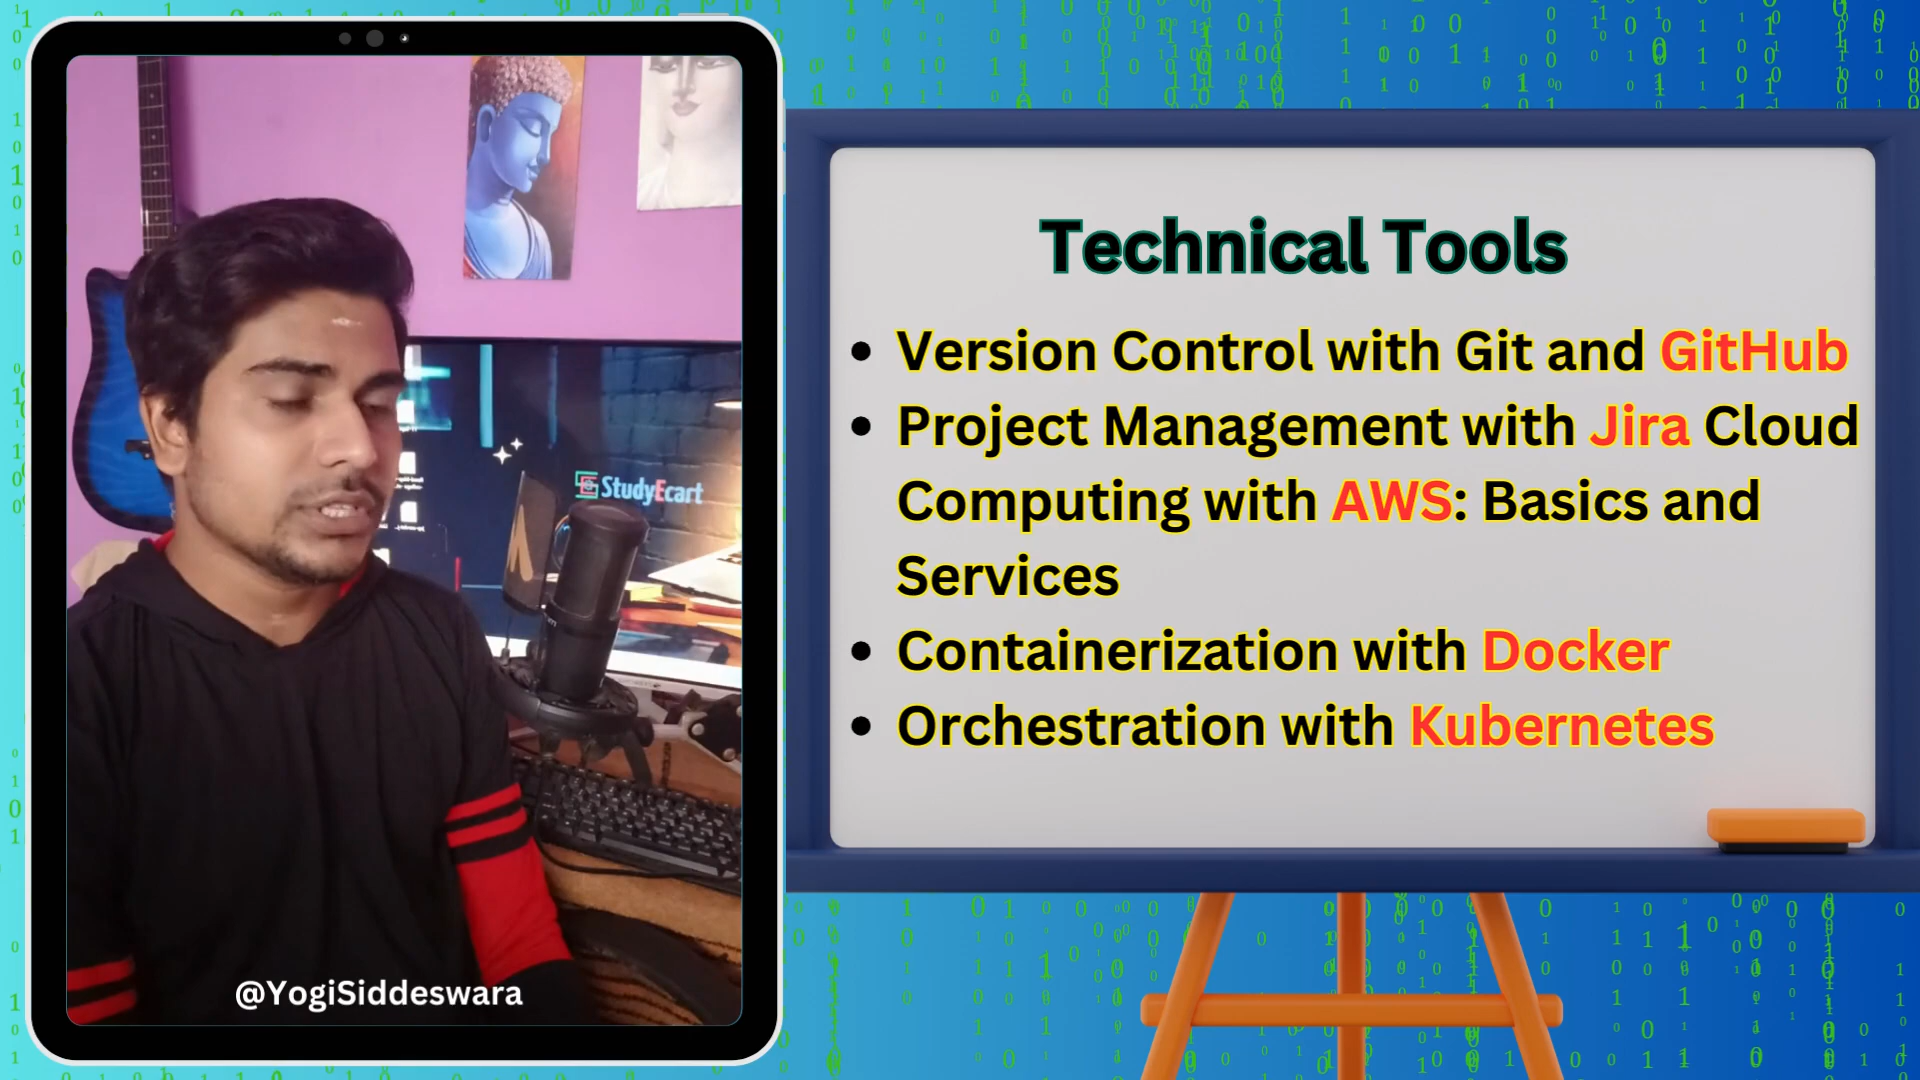 StudyEcart
@YogiSiddeswara
Technical Tools
• Version Control with Git and GitHub
• Project Management with Jira Cloud
Computing with AWS: Basics and
Services
• Containerization with Docker
• Orchestration with Kubernetes